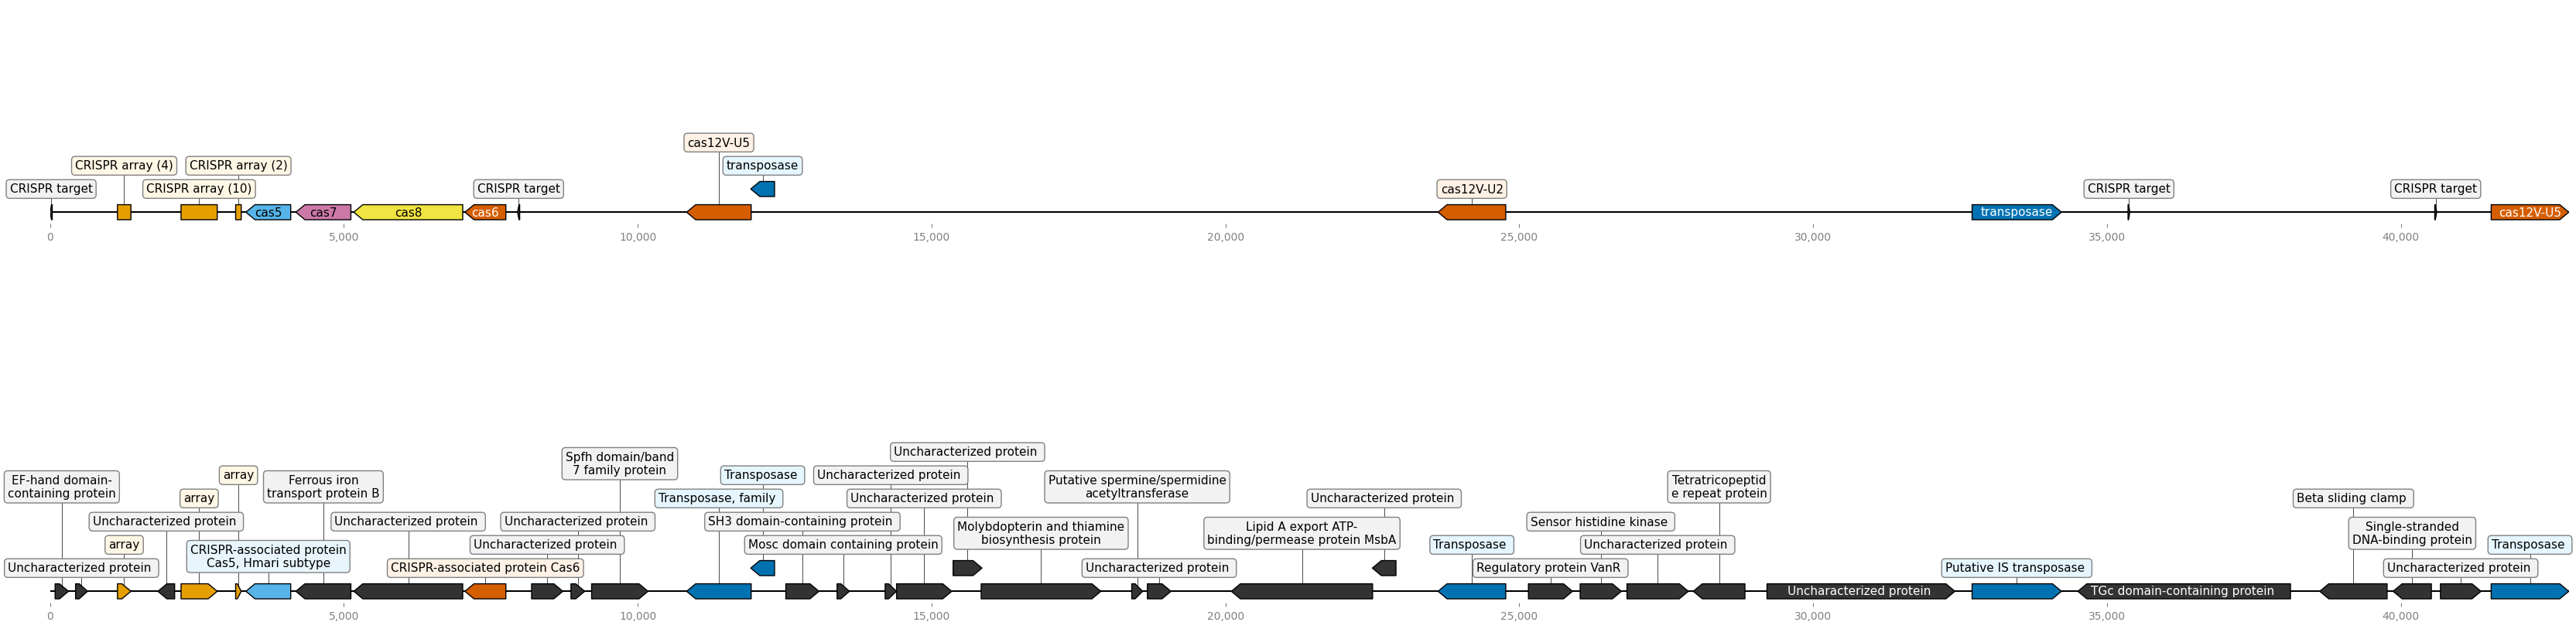 cas12V-U5
CRISPR array (4)
CRISPR array (2)
transposase
CRISPR target
CRISPR array (10)
CRISPR target
cas12V-U2
CRISPR target
CRISPR target
cas5
cas7
cas8
cas6
transposase
cas12V-U5
0
5,000
10,000
15,000
20,000
25,000
30,000
35,000
40,000
Uncharacterized protein
Spfh domain/band
7 family protein
array
Transposase
Uncharacterized protein
EF-hand domain-
containing protein
Ferrous iron
transport protein B
Putative spermine/spermidine
acetyltransferase
Tetratricopeptid
e repeat protein
array
Transposase, family
Uncharacterized protein
Uncharacterized protein
Beta sliding clamp
Uncharacterized protein
Uncharacterized protein
Uncharacterized protein
SH3 domain-containing protein
Sensor histidine kinase
Molybdopterin and thiamine
biosynthesis protein
Lipid A export ATP-
binding/permease protein MsbA
Single-stranded
DNA-binding protein
array
Uncharacterized protein
Mosc domain containing protein
Transposase
Uncharacterized protein
Transposase
CRISPR-associated protein
Cas5, Hmari subtype
Uncharacterized protein
CRISPR-associated protein Cas6
Uncharacterized protein
Regulatory protein VanR
Putative IS transposase
Uncharacterized protein
Uncharacterized protein
TGc domain-containing protein
0
5,000
10,000
15,000
20,000
25,000
30,000
35,000
40,000